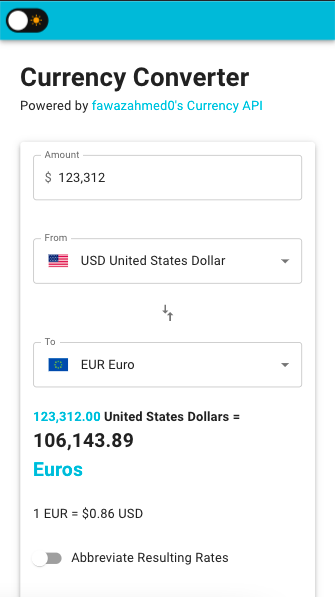 Currency Converter
Powered by fawazahmed0's Currency API
Amount
$ 123,312
From
USD United States Dollar
To
EUR Euro
123,312.00 United States Dollars =
106,143.89
Euros
1 EUR = $0.86 USD
Abbreviate Resulting Rates